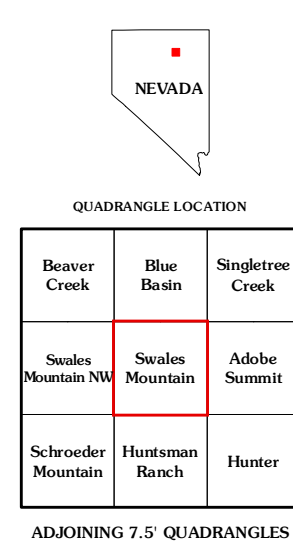 NEVADA
QUADRANGLE LOCATION
Beaver
Creek
Blue
Basin
Singletree
Creek
Swales
Mountain NW
Swales
Mountain
Adobe
Summit
Schroeder
Mountain
Huntsman
Ranch
Hunter
ADJOINING 7.5' QUADRANGLES